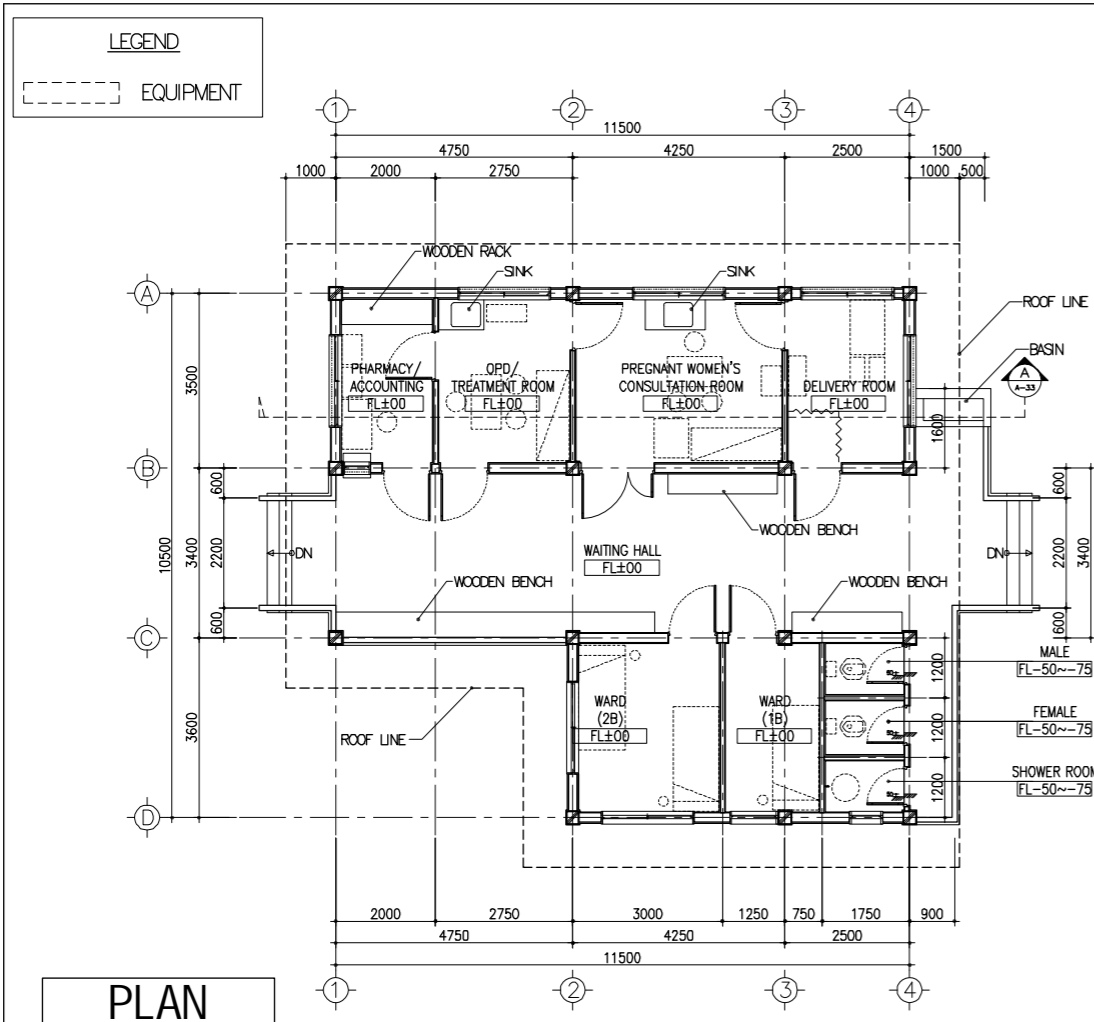 LEGEND
EQUIPMENT
1 2 3 4
11500
4750 4250 2500 1500
1000 2000 2750 1000 500
WOODEN RACK
SINK SINK
A
ROOF LINE
BASIN
A
A-33
3500
PHARMACY/
ACCOUNTING
FL±00
OPD/
TREATMENT ROOM
FL±00
PREGNANT WOMEN'S
CONSULTATION ROOM
FL±00
DELIVERY ROOM
FL±00
1600
B
600 600
WOODEN BENCH
10500 3400 2200 DN
WAITING HALL
FL±00
DN 2200 3400
WOODEN BENCH WOODEN BENCH
600 600
C
MALE
FL-50~-75
1200
3600
ROOF LINE
WARD
(2B)
FL±00
WARD
(1B)
FL±00
FEMALE
FL-50~-75
1200
SHOWER ROOM
FL-50~-75
1200
D
2000 2750 3000 1250 750 1750 900
4750 4250 2500
11500
1 2 3 4
PLAN